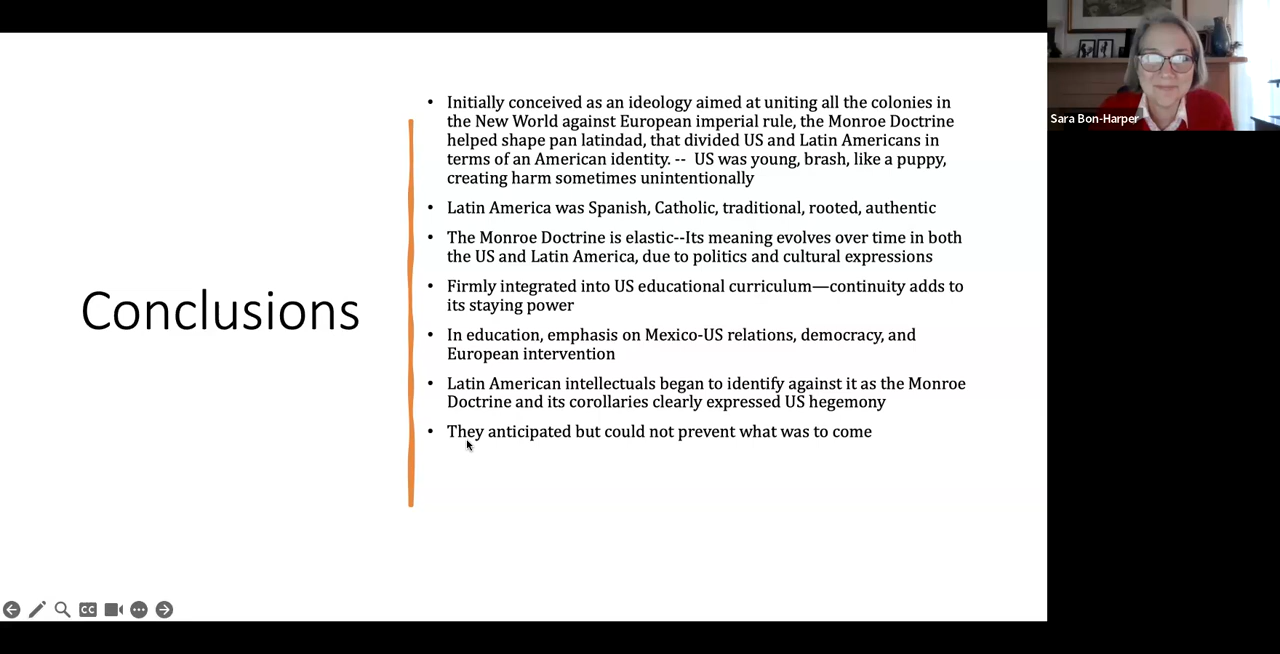 Conclusions
• Initially conceived as an ideology aimed at uniting all the colonies in
the New World against European imperial rule, the Monroe Doctrine
helped shape pan latindad, that divided US and Latin Americans in
terms of an American identity. -- US was young, brash, like a puppy,
creating harm sometimes unintentionally
• Latin America was Spanish, Catholic, traditional, rooted, authentic
• The Monroe Doctrine is elastic--Its meaning evolves over time in both
the US and Latin America, due to politics and cultural expressions
• Firmly integrated into US educational curriculum—continuity adds to
its staying power
• In education, emphasis on Mexico-US relations, democracy, and
European intervention
• Latin American intellectuals began to identify against it as the Monroe
Doctrine and its corollaries clearly expressed US hegemony
• They anticipated but could not prevent what was to come
CC
Sara Bon-Harper